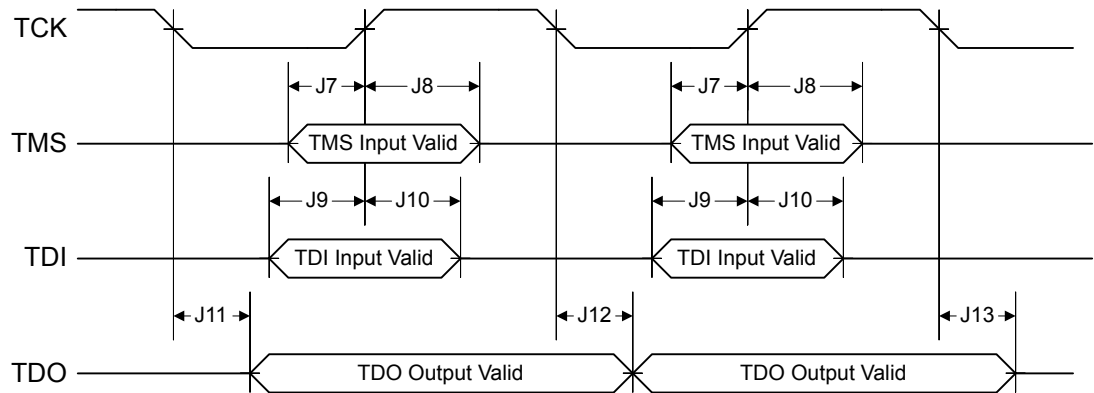 TCK
J7 J8 J7 J8
TMS TMS Input Valid TMS Input Valid
J9 J10 J9 J10
TDI TDI Input Valid TDI Input Valid
J11 J12 J13
TDO TDO Output Valid TDO Output Valid